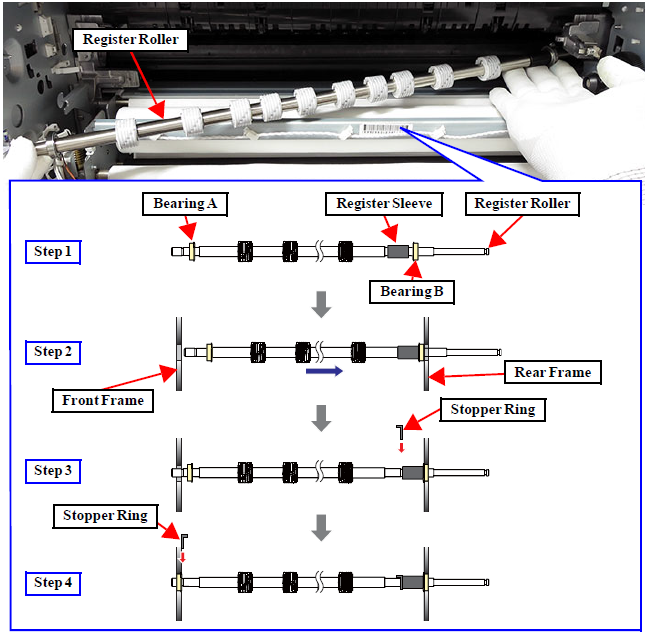 Register Roller
Bearing A
Register Sleeve
Register Roller
Step 1
Bearing B
Step 2
Front Frame
Rear Frame
Stopper Ring
Step 3
Stopper Ring
Step 4